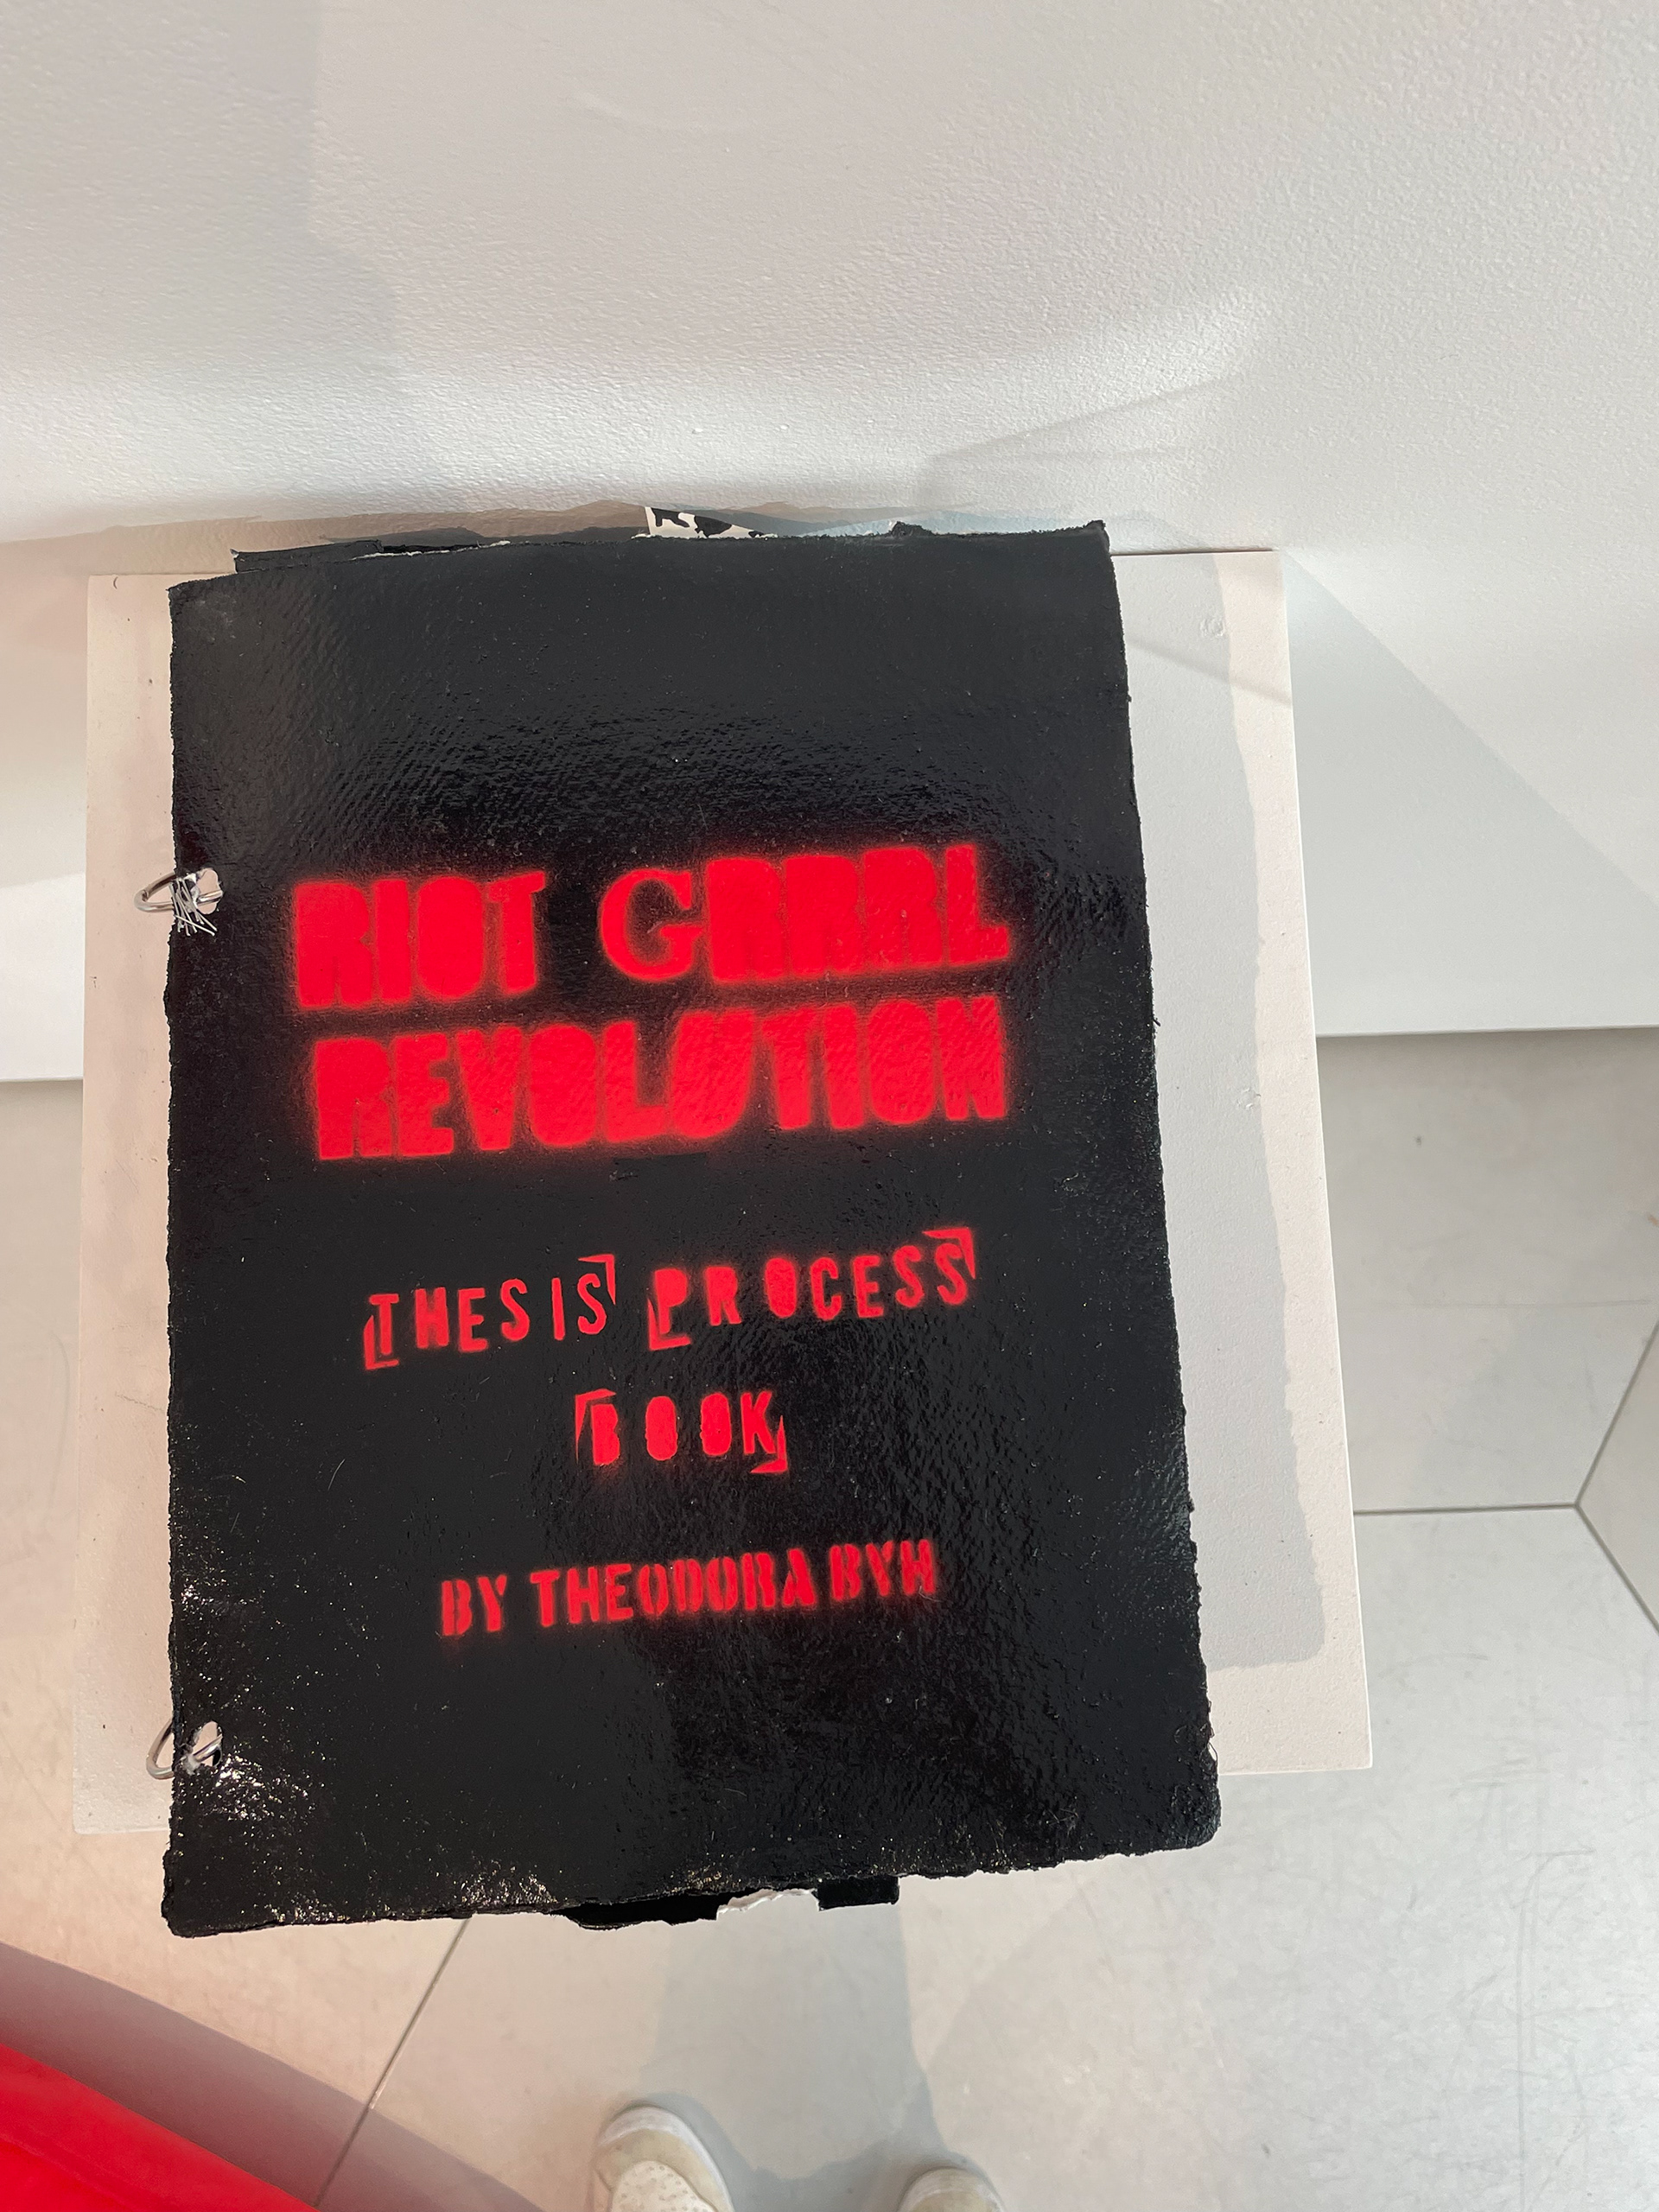 RIOT GRRRL
REVOLUTION
THESIS PROCESS
BOOK
BY THEODORA BYH